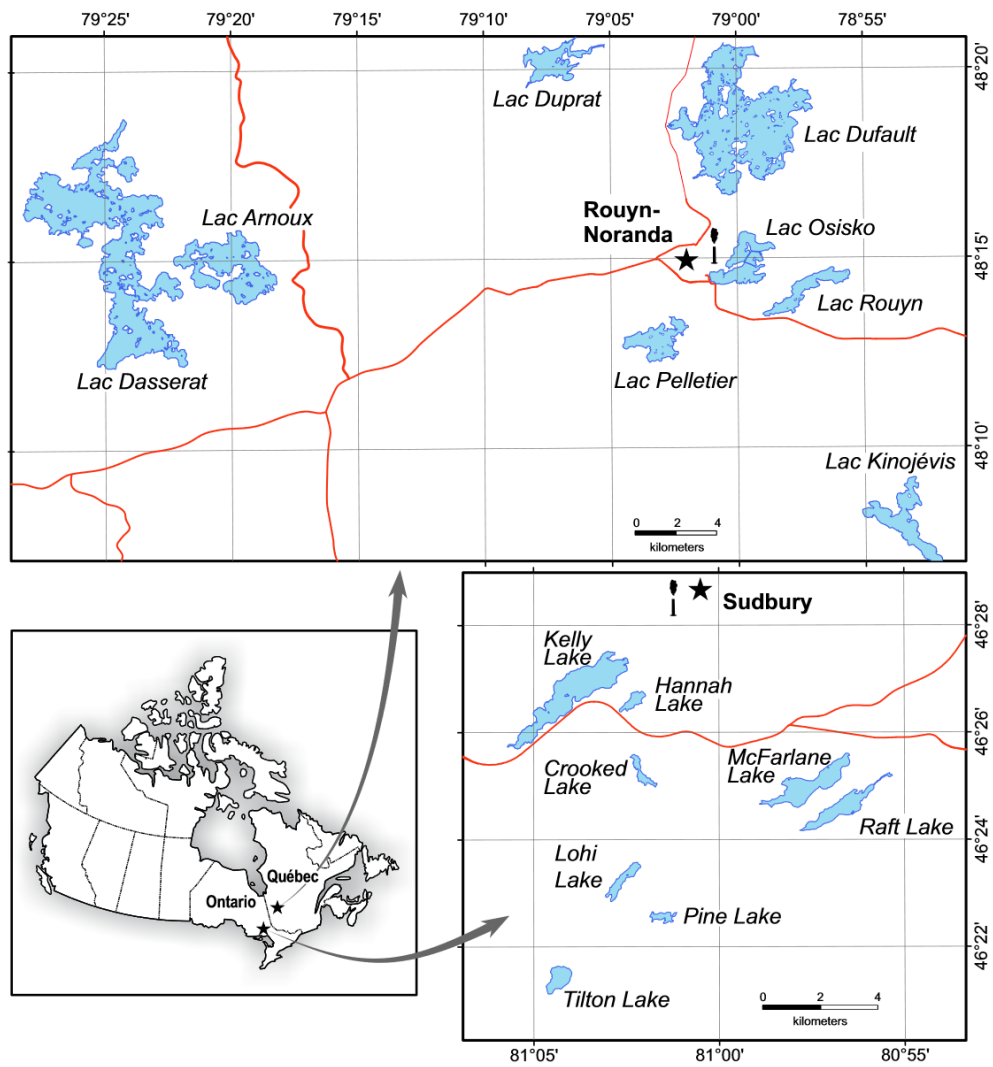 79°25'
79°20'
79°15'
79°10'
79°05'
79°00'
78°55'
48°20'
Lac Duprat
Lac Dufault
Lac Arnoux
Rouyn-
Noranda
Lac Osisko
48°15'
Lac Rouyn
Lac Dasserat
Lac Pelletier
48°10'
Lac Kinojévis
0 2 4
kilometers
Sudbury
46°28'
Kelly
Lake
Hannah
Lake
46°26'
Crooked
Lake
McFarlane
Lake
Raft Lake
46°24'
Lohi
Lake
Pine Lake
46°22'
Tilton Lake
0 2 4
kilometers
81°05'
81°00'
80°55'
Québec
Ontario